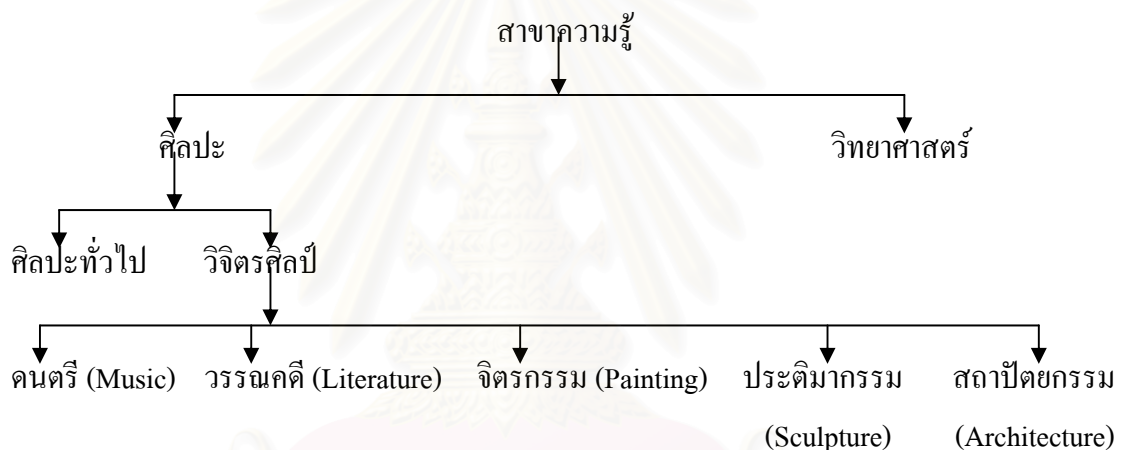 สาขาความรู้
ศิลปะ วิทยาศาสตร์
ศิลปะทั่วไป วิจิตรศิลป์
ดนตรี (Music) วรรณคดี (Literature) จิตรกรรม (Painting) ประติมากรรม สถาปัตยกรรม
(Sculpture) (Architecture)